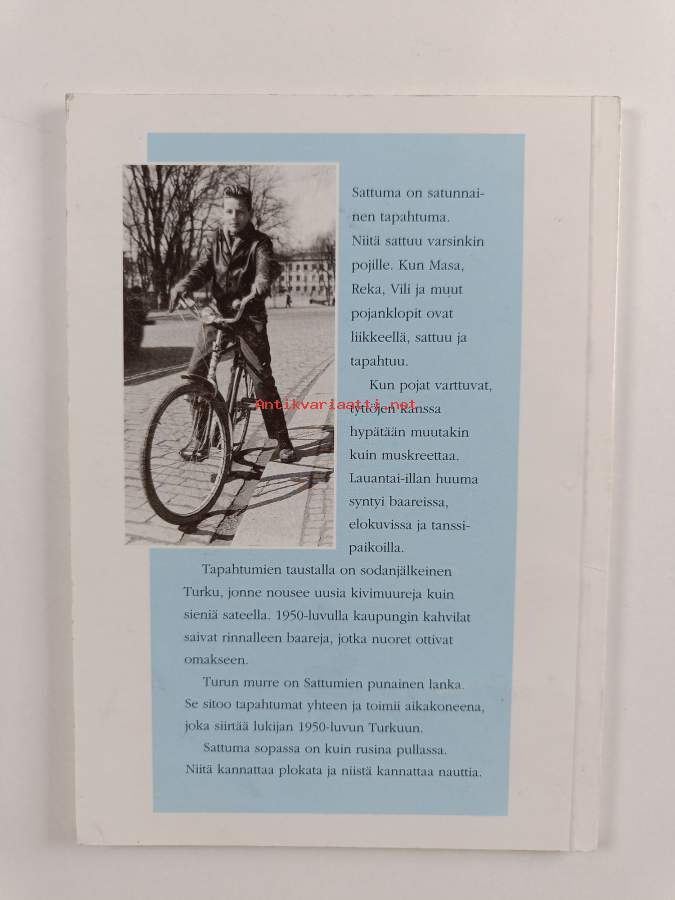 Sattuma on satunnai-
nen tapahtuma.
Niitä sattuu varsinkin
pojille. Kun Masa,
Reka, Vili ja muut
pojanklopit ovat
liikkeellä, sattuu ja
tapahtuu.
Kun pojat varttuvat,
Antikvariaatti.net
tyttöjen kanssa
hypätään muutakin
kuin muskreettaa.
Lauantai-illan huuma
syntyi baareissa,
elokuvissa ja tanssi-
paikoilla.
Tapahtumien taustalla on sodanjälkeinen
Turku, jonne nousee uusia kivimuureja kuin
sieniä sateella. 1950-luvulla kaupungin kahvilat
saivat rinnalleen baareja, jotka nuoret ottivat
omakseen.
Turun murre on Sattumien punainen lanka.
Se sitoo tapahtumat yhteen ja toimii aikakoneena,
joka siirtää lukijan 1950-luvun Turkuun.
Sattuma sopassa on kuin rusina pullassa.
Niitä kannattaa plokata ja niistä kannattaa nauttia.